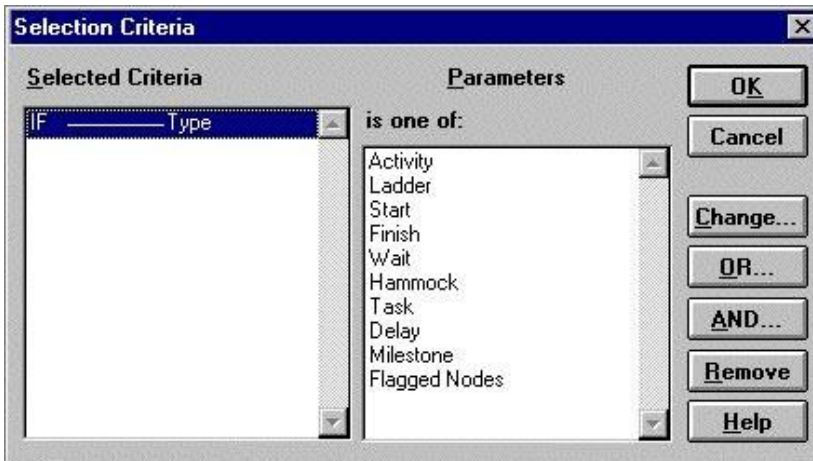 Selection Criteria
Selected Criteria
IF Type
Parameters
is one of:
Activity
Ladder
Start
Finish
Wait
Hammock
Task
Delay
Milestone
Flagged Nodes
OK
Cancel
Change...
OR...
AND...
Remove
Help